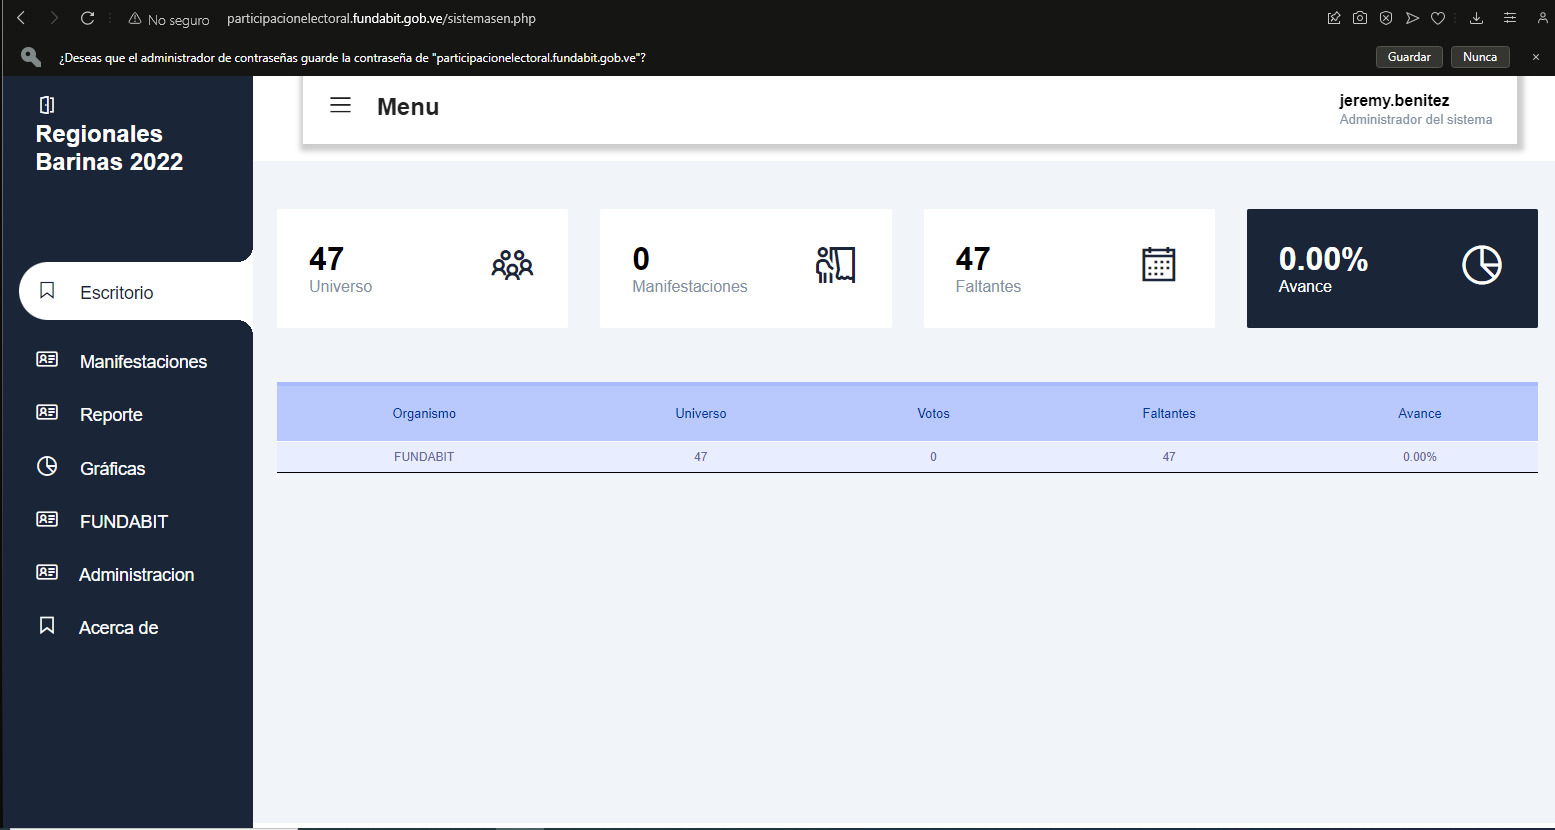 No seguro participacionelectoral.fundabit.gob.ve/sistemasen.php
¿Deseas que el administrador de contraseñas guarde la contraseña de "participacionelectoral.fundabit.gob.ve"? Guardar Nunca
Regionales
Barinas 2022
Escritorio
Manifestaciones
Reporte
Gráficas
FUNDABIT
Administracion
Acerca de
Menu
jeremy.benitez
Administrador del sistema
47
Universo
0
Manifestaciones
47
Faltantes
0.00%
Avance
Organismo Universo Votos Faltantes Avance
FUNDABIT 47 0 47 0.00%